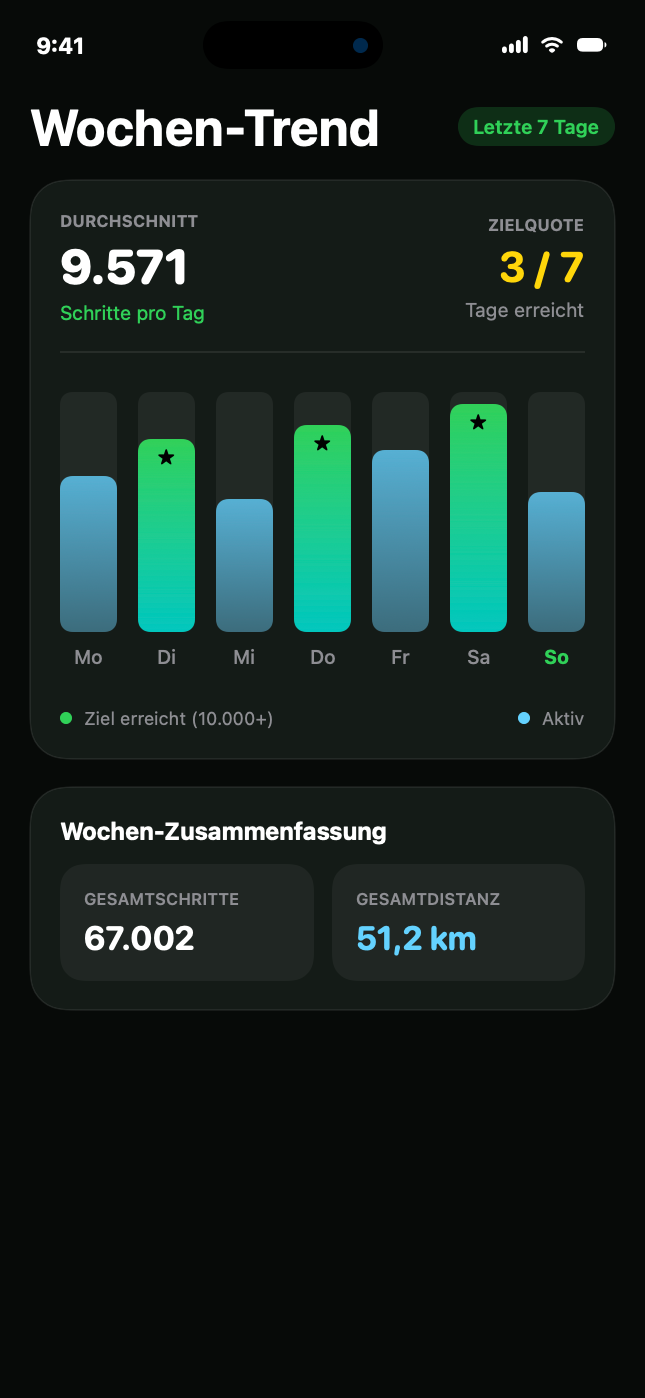 9:41
Wochen-Trend
Letzte 7 Tage
DURCHSCHNITT
9.571
Schritte pro Tag
ZIELQUOTE
3 / 7
Tage erreicht
Mo Di Mi Do Fr Sa So
Ziel erreicht (10.000+)
Aktiv
Wochen-Zusammenfassung
GESAMTSCHRITTE
67.002
GESAMTDISTANZ
51,2 km